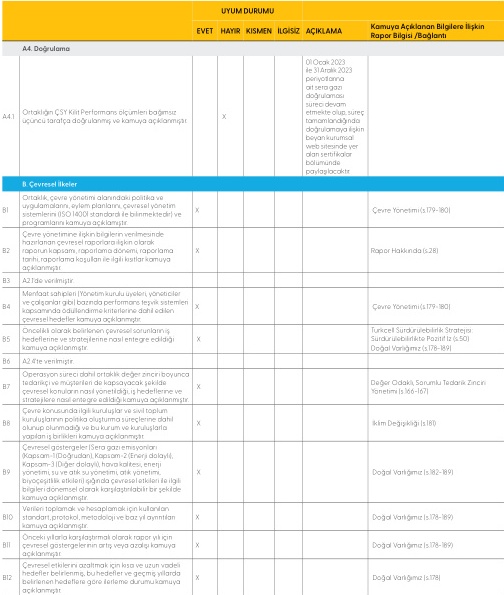 UYUM DURUMU
EVET HAYIR KISMEN İLGİSİZ AÇIKLAMA Kamuya Açıklanan Bilgilere İlişkin
Rapor Bilgisi /Bağlantı
A4. Doğrulama
A4.1 Ortaklığın ÇSY Kilit Performans ölçümleri bağımsız
üçüncü tarafça doğrulanmış ve kamuya açıklanmıştır. X
01 Ocak 2023
ile 31 Aralık 2023
periyotlarına
ait sera gazı
doğrulaması
süreci devam
etmekte olup, süreç
tamamlandığında
doğrulamaya ilişkin
beyan kurumsal
web sitesinde yer
alan sertifikalar
bölümünde
paylaşılacaktır.
B. Çevresel İlkeler
B1 Ortaklık, çevre yönetimi alanındaki politika ve
uygulamalarını, eylem planlarını, çevresel yönetim
sistemlerini (ISO 14001 standardı ile bilinmektedir) ve
programlarını kamuya açıklamıştır. X Çevre Yönetimi (s.179-180)
B2 Çevre yönetimine ilişkin bilgilerin verilmesinde
hazırlanan çevresel raporlara ilişkin olarak
raporun kapsamı, raporlama dönemi, raporlama
tarihi, raporlama koşulları ile ilgili kısıtlar kamuya
açıklanmıştır. X Rapor Hakkında (s.28)
B3 A2.1'de verilmiştir.
B4 Menfaat sahipleri (Yönetim kurulu üyeleri, yöneticiler
ve çalışanlar gibi) bazında performans teşvik sistemleri
kapsamında ödüllendirme kriterlerine dahil edilen
çevresel hedefler kamuya açıklanmıştır. X Çevre Yönetimi (s.179-180)
B5 Öncelikli olarak belirlenen çevresel sorunların iş
hedeflerine ve stratejilerine nasıl entegre edildiği
kamuya açıklanmıştır. X Turkcell Sürdürülebilirlik Stratejisi
Sürdürülebilirlikte Pozitif İz (s.50)
Doğal Varlığımız (s.178-189)
B6 A2.4'te verilmiştir.
B7 Operasyon süreci dahil ortaklık değer zinciri boyunca
tedarikçi ve müşterileri de kapsayacak şekilde
çevresel konuların nasıl yönetildiği, iş hedeflerine ve
stratejilere nasıl entegre edildiği kamuya açıklanmıştır. X Değer Odaklı, Sorumlu Tedarik Zinciri
Yönetimi (s.166-167)
B8 Çevre konusunda ilgili kuruluşlar ve sivil toplum
kuruluşlarının politika oluşturma süreçlerine dahil
olunup olunmadığı ve bu kurum ve kuruluşlarla
yapılan iş birlikleri kamuya açıklanmıştır. X İklim Değişikliği (s.181)
B9 Çevresel göstergeler (Sera gazı emisyonları
(Kapsam-1 (Doğrudan), Kapsam-2 (Enerji dolaylı),
Kapsam-3 (Diğer dolaylı), hava kalitesi, enerji
yönetimi, su ve atık su yönetimi, atık yönetimi,
biyoçeşitlilik etkileri) ışığında çevresel etkileri ile ilgili
bilgileri dönemsel olarak karşılaştırılabilir bir şekilde
kamuya açıklanmıştır. X Doğal Varlığımız (s.182-189)
B10 Verileri toplamak ve hesaplamak için kullanılan
standart, protokol, metodoloji ve baz yıl ayrıntıları
kamuya açıklanmıştır. X Doğal Varlığımız (s.178-189)
B11 Önceki yıllarla karşılaştırmalı olarak rapor yılı için
çevresel göstergelerinin artış veya azalışı kamuya
açıklanmıştır. X Doğal Varlığımız (s.178-189)
B12 Çevresel etkilerini azaltmak için kısa ve uzun vadeli
hedefler belirlenmiş, bu hedefler ve geçmiş yıllarda
belirlenen hedeflere göre ilerleme durumu kamuya
açıklanmıştır. X Doğal Varlığımız (s.178)